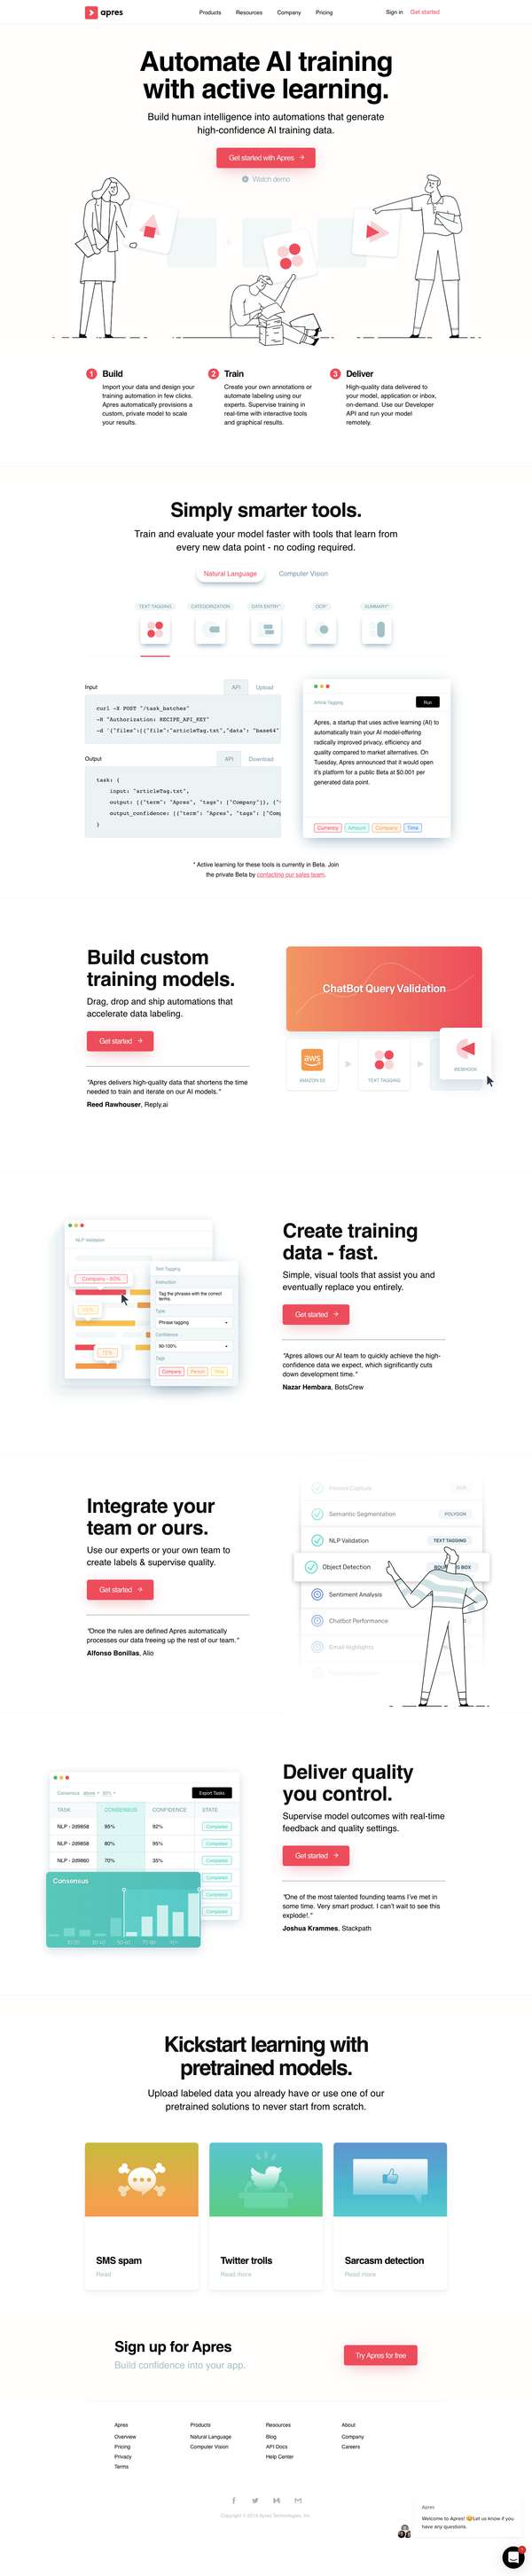 apres
Products Resources Company Pricing
Sign in Get started
Automate AI training
with active learning.
Build human intelligence into automations that generate
high-confidence AI training data.
Get started with Apres
Watch demo
1 Build
Import your data and design your
training automation in few clicks.
Apres automatically provisions a
custom, private model to scale
your results.
2 Train
Create your own annotations or
automate labeling using our
experts. Supervise training in
real-time with interactive tools
and graphical results.
3 Deliver
High-quality data delivered to
your model, application or inbox,
on-demand. Use our Developer
API and run your model
remotely.
Simply smarter tools.
Train and evaluate your model faster with tools that learn from
every new data point - no coding required.
Natural Language Computer Vision
TEXT TAGGING CATEGORIZATION DATA ENTRY* OCR* SUMMARY*
Input API Upload
curl -X POST "/task_batches"
-H "Authorization: RECIPE_API_KEY"
-d '{"files":[{"file":"articleTag.txt","data": "base64"
Output API Download
task: {
input: "articleTag.txt",
output: [{"term": "Apres", "tags": ["Company"]}, {"
output_confidence: [{"term": "Apres", "tags": ["Com
}
Article Tagging
Run
Apres, a startup that uses active learning (AI) to
automatically train your AI model-offering
radically improved privacy, efficiency and
quality compared to market alternatives. On
Tuesday, Apres announced that it would open
it's platform for a public Beta at $0.001 per
generated data point.
Currency Amount Company Time
* Active learning for these tools is currently in Beta. Join
the private Beta by contacting our sales team.
Build custom
training models.
Drag, drop and ship automations that
accelerate data labeling.
Get started
"Apres delivers high-quality data that shortens the time
needed to train and iterate on our AI models."
Reed Rawhouser, Reply.ai
ChatBot Query Validation
aws
AMAZON S3
TEXT TAGGING
WEBHOOK
NLP Validation
Company - 90%
70%
Text Tagging
Instruction
Tag the phrases with the correct
terms.
Type
Phrase tagging
Confidence
90-100%
Tags
Company Person Time
Create training
data - fast.
Simple, visual tools that assist you and
eventually replace you entirely.
Get started
"Apres allows our AI team to quickly achieve the high-
confidence data we expect, which significantly cuts
down development time."
Nazar Hembara, BotsCrew
Integrate your
team or ours.
Use our experts or your own team to
create labels & supervise quality.
Get started
"Once the rules are defined Apres automatically
processes our data freeing up the rest of our team."
Alfonso Bonillas, Alio
Semantic Segmentation POLYGON
NLP Validation TEXT TAGGING
Object Detection BOX
Sentiment Analysis
Chatbot Performance
Email Highlights
Consensus above 50%
Export Tasks
TASK CONSENSUS CONFIDENCE STATE
NLP - 2d9858 95% 92% Completed
NLP - 2d9858 80% 95% Completed
NLP - 2d9860 70% 35% Completed
Completed
Completed
Completed
Consensus
Deliver quality
you control.
Supervise model outcomes with real-time
feedback and quality settings.
Get started
"One of the most talented founding teams I've met in
some time. Very smart product. I can't wait to see this
explode!."
Joshua Krammes, Stackpath
Kickstart learning with
pretrained models.
Upload labeled data you already have or use one of our
pretrained solutions to never start from scratch.
SMS spam
Read
Twitter trolls
Read more
Sarcasm detection
Read more
Sign up for Apres
Build confidence into your app.
Try Apres for free
Apres
Overview
Pricing
Privacy
Terms
Products
Natural Language
Computer Vision
Resources
Blog
API Docs
Help Center
About
Company
Careers
Apres
Welcome to Apres! 😄 Let us know if you
have any questions.